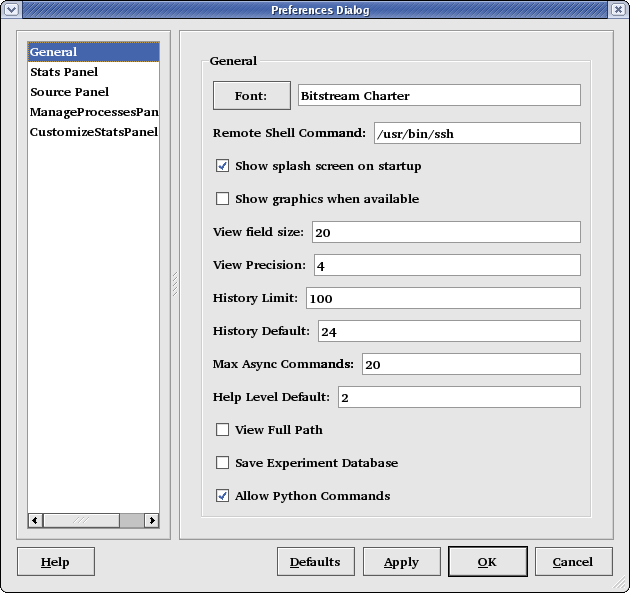 Preferences Dialog
General
Stats Panel
Source Panel
ManageProcessesPan
CustomizeStatsPanel
General
Font: Bitstream Charter
Remote Shell Command: /usr/bin/ssh
Show splash screen on startup
Show graphics when available
View field size: 20
View Precision: 4
History Limit: 100
History Default: 24
Max Async Commands: 20
Help Level Default: 2
View Full Path
Save Experiment Database
Allow Python Commands
Help Defaults Apply OK Cancel